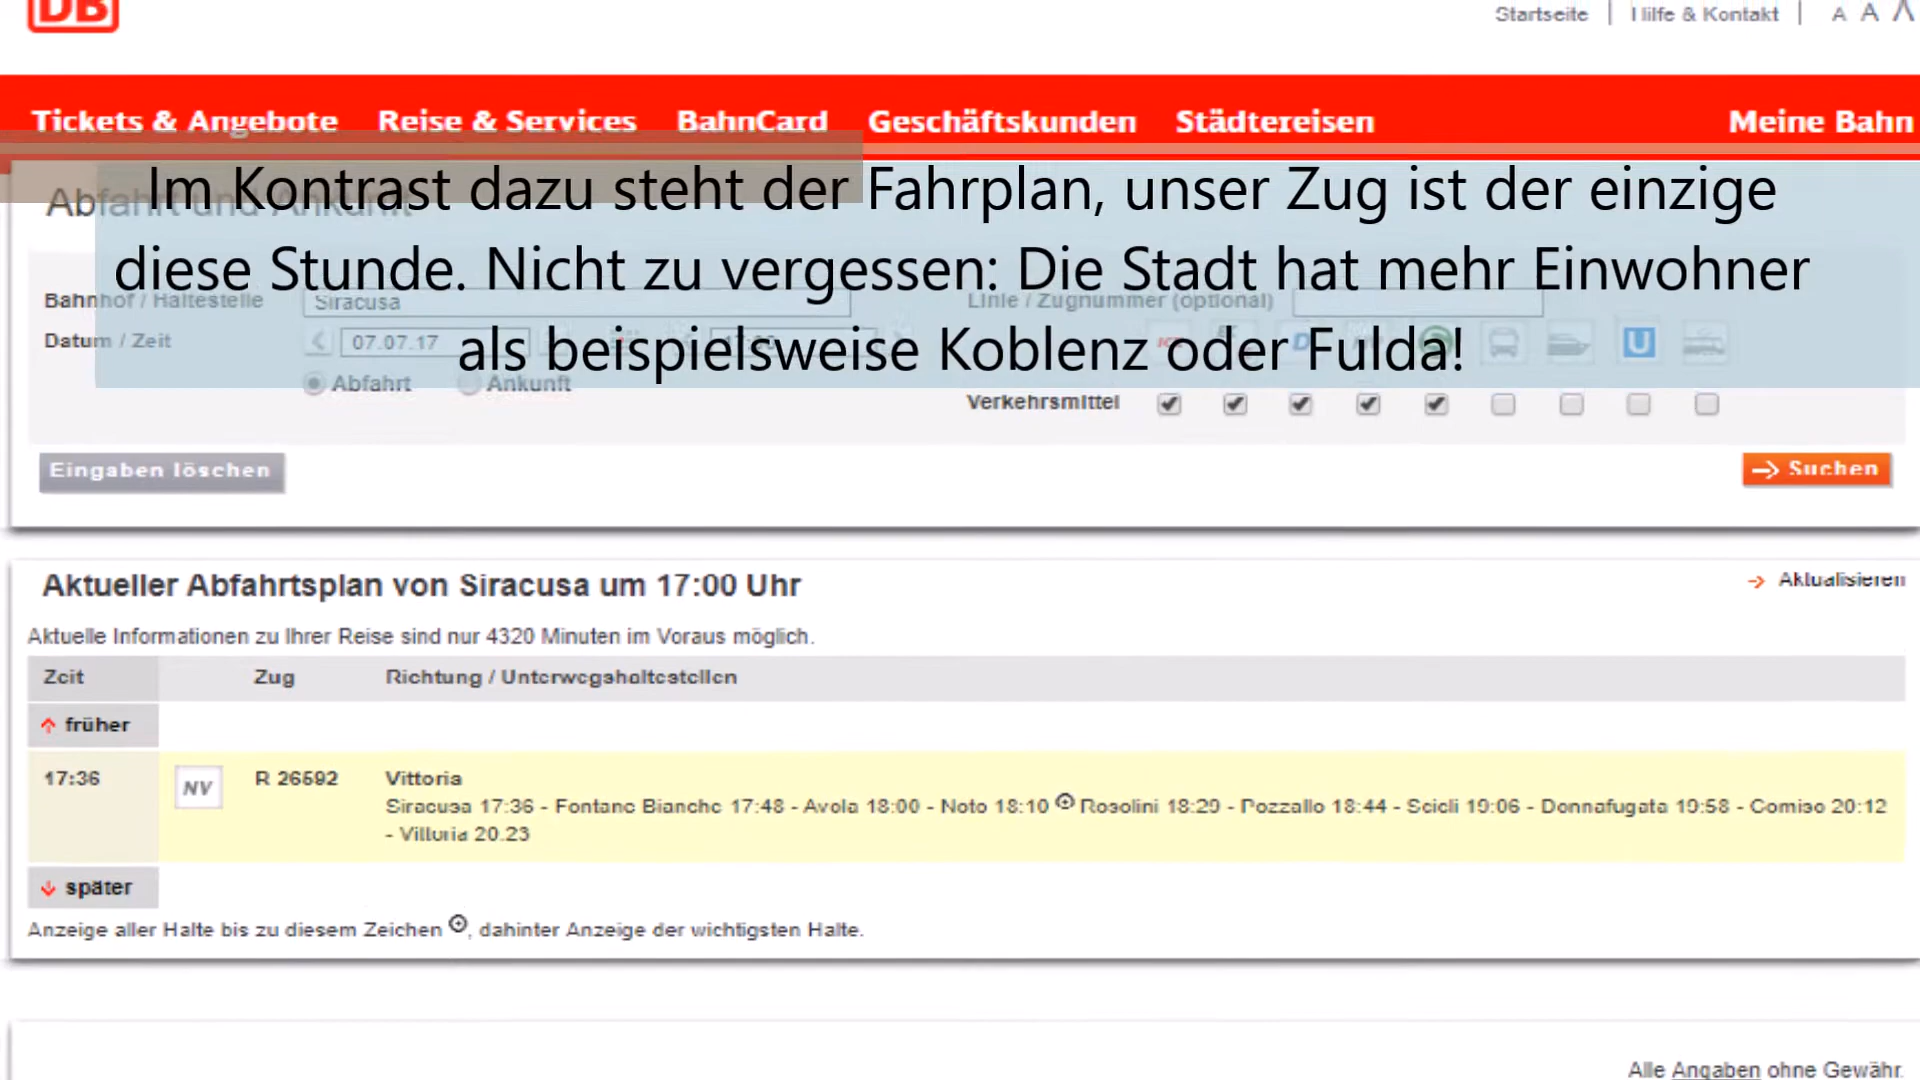 DB
Startseite | Hilfe & Kontakt | A A A
Tickets & Angebote Reise & Services BahnCard Geschäftskunden Städtereisen Meine Bahn
Abfahrt und Ankunft
Im Kontrast dazu steht der Fahrplan, unser Zug ist der einzige
diese Stunde. Nicht zu vergessen: Die Stadt hat mehr Einwohner
als beispielsweise Koblenz oder Fulda!
Bahnhof / Haltestelle Siracusa Linie / Zugnummer (optional)
Datum / Zeit 07.07.17 U
Abfahrt Ankunft
Verkehrsmittel
Eingaben löschen Suchen
Aktueller Abfahrtsplan von Siracusa um 17:00 Uhr Aktualisieren
Aktuelle Informationen zu Ihrer Reise sind nur 4320 Minuten im Voraus möglich.
Zeit Zug Richtung / Unterwegshaltestellen
früher
17:36 NV R 26592 Vittoria
Siracusa 17:36 - Fontane Bianche 17:48 - Avola 18:00 - Noto 18:10 Rosolini 18:29 - Pozzallo 18:44 - Scicli 19:06 - Donnafugata 19:58 - Comiso 20:12
- Vittoria 20:23
später
Anzeige aller Halte bis zu diesem Zeichen , dahinter Anzeige der wichtigsten Halte.
Alle Angaben ohne Gewähr.